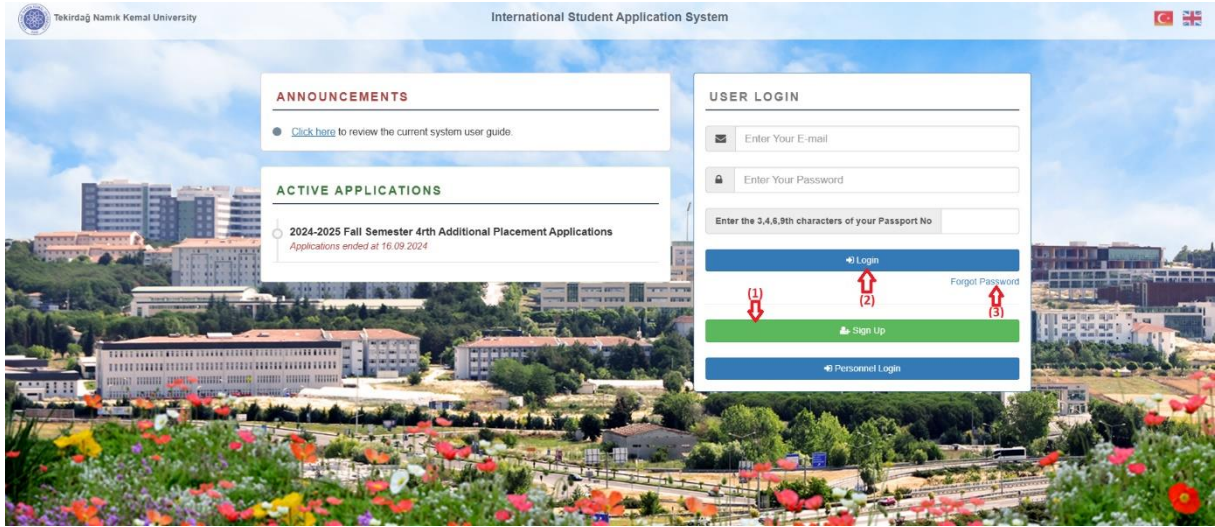 Tekirdağ Namık Kemal University
International Student Application System
ANNOUNCEMENTS
Click here to review the current system user guide.
ACTIVE APPLICATIONS
2024-2025 Fall Semester 4rth Additional Placement Applications
Applications ended at 16.09.2024
USER LOGIN
Enter Your E-mail
Enter Your Password
Enter the 3,4,6,9th characters of your Passport No
Login
Forgot Password
(1)
(2)
(3)
Sign Up
Personnel Login